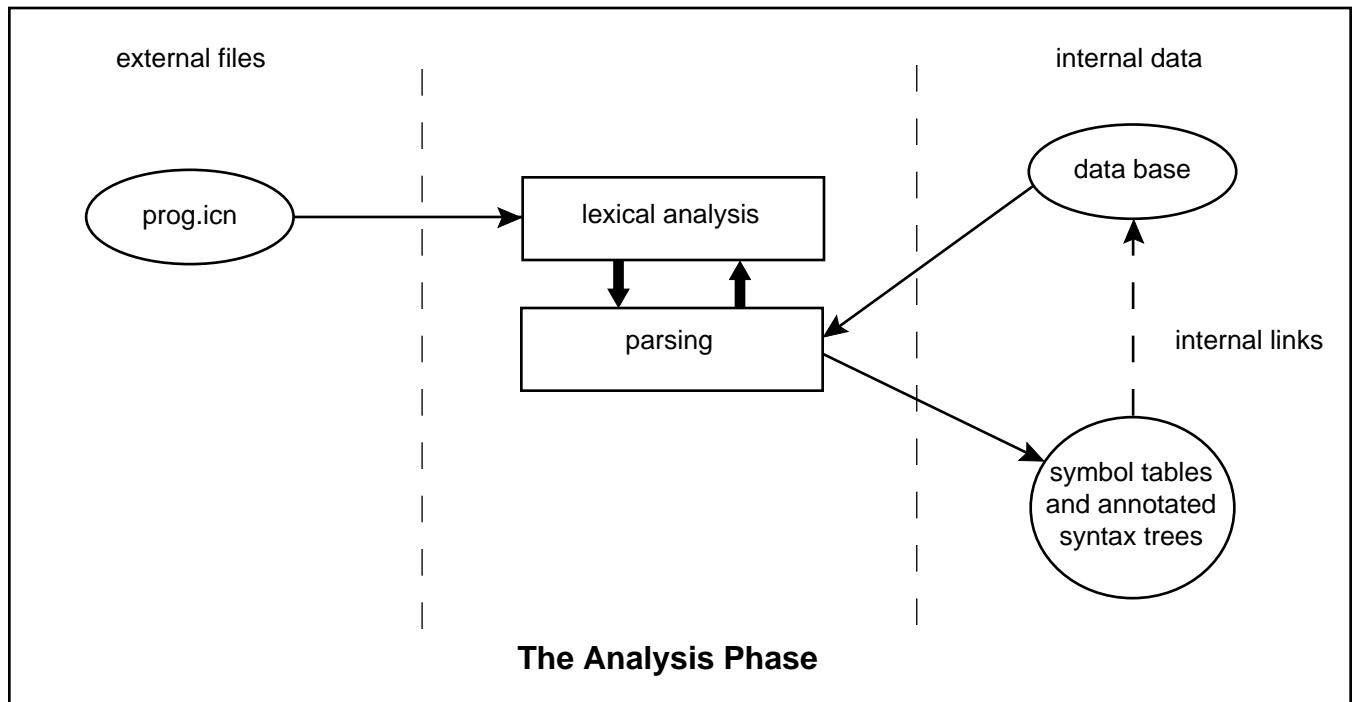 external files
internal data
data base
prog.icn
lexical analysis
parsing
internal links
symbol tables
and annotated
syntax trees
The Analysis Phase